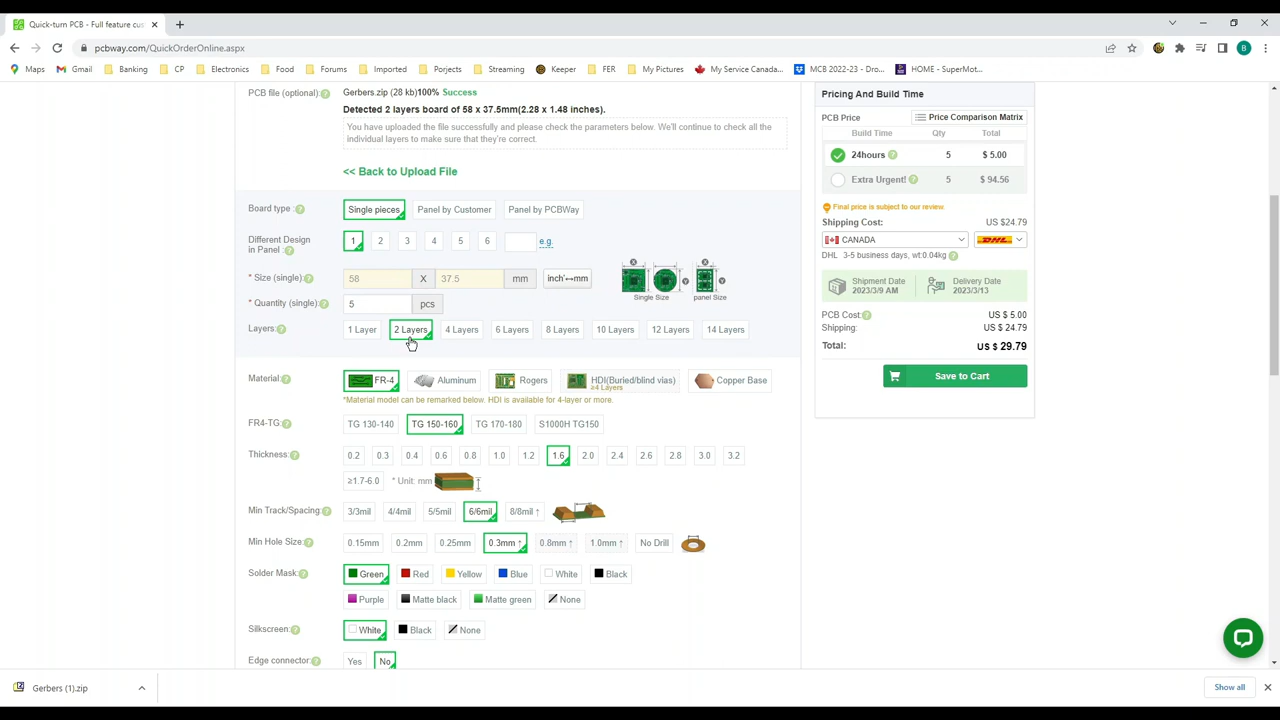 Quick-turn PCB - Full feature cus
pcbway.com/QuickOrderOnline.aspx
B
Maps Gmail Banking CP Electronics Food Forums Imported Porjects Streaming Keeper FER My Pictures My Service Canada... MCB 2022-23 - Dro... HOME - SuperMot...
PCB file (optional): Gerbers.zip (28 kb)100% Success
Detected 2 layers board of 58 x 37.5mm(2.28 x 1.48 inches).
You have uploaded the file successfully and please check the parameters below. We'll continue to check all the
individual layers to make sure that they're correct.
<< Back to Upload File
Board type : Single pieces Panel by Customer Panel by PCBWay
Different Design
in Panel : 1 2 3 4 5 6 e.g.
* Size (single): 58 X 37.5 mm inch↔mm
Single Size panel Size
* Quantity (single): 5 pcs
Layers: 1 Layer 2 Layers 4 Layers 6 Layers 8 Layers 10 Layers 12 Layers 14 Layers
Material: FR-4 Aluminum Rogers HDI(Buried/blind vias) Copper Base
≥4 Layers
*Material model can be remarked below. HDI is available for 4-layer or more.
FR4-TG: TG 130-140 TG 150-160 TG 170-180 S1000H TG150
Thickness: 0.2 0.3 0.4 0.6 0.8 1.0 1.2 1.6 2.0 2.4 2.6 2.8 3.0 3.2
≥1.7-6.0 * Unit: mm
Min Track/Spacing: 3/3mil 4/4mil 5/5mil 6/6mil 8/8mil ↑
Min Hole Size: 0.15mm 0.2mm 0.25mm 0.3mm ↑ 0.8mm ↑ 1.0mm ↑ No Drill
Solder Mask: Green Red Yellow Blue White Black
Purple Matte black Matte green None
Silkscreen: White Black None
Edge connector: Yes No
Pricing And Build Time
PCB Price Price Comparison Matrix
Build Time Qty Total
24hours 5 $ 5.00
Extra Urgent! 5 $ 94.56
Final price is subject to our review.
Shipping Cost: US $24.79
CANADA DHL
DHL 3-5 business days, wt:0.04kg
Shipment Date
2023/3/9 AM
Delivery Date
2023/3/13
PCB Cost: US $ 5.00
Shipping: US $ 24.79
Total: US $ 29.79
Save to Cart
Gerbers (1).zip
Show all